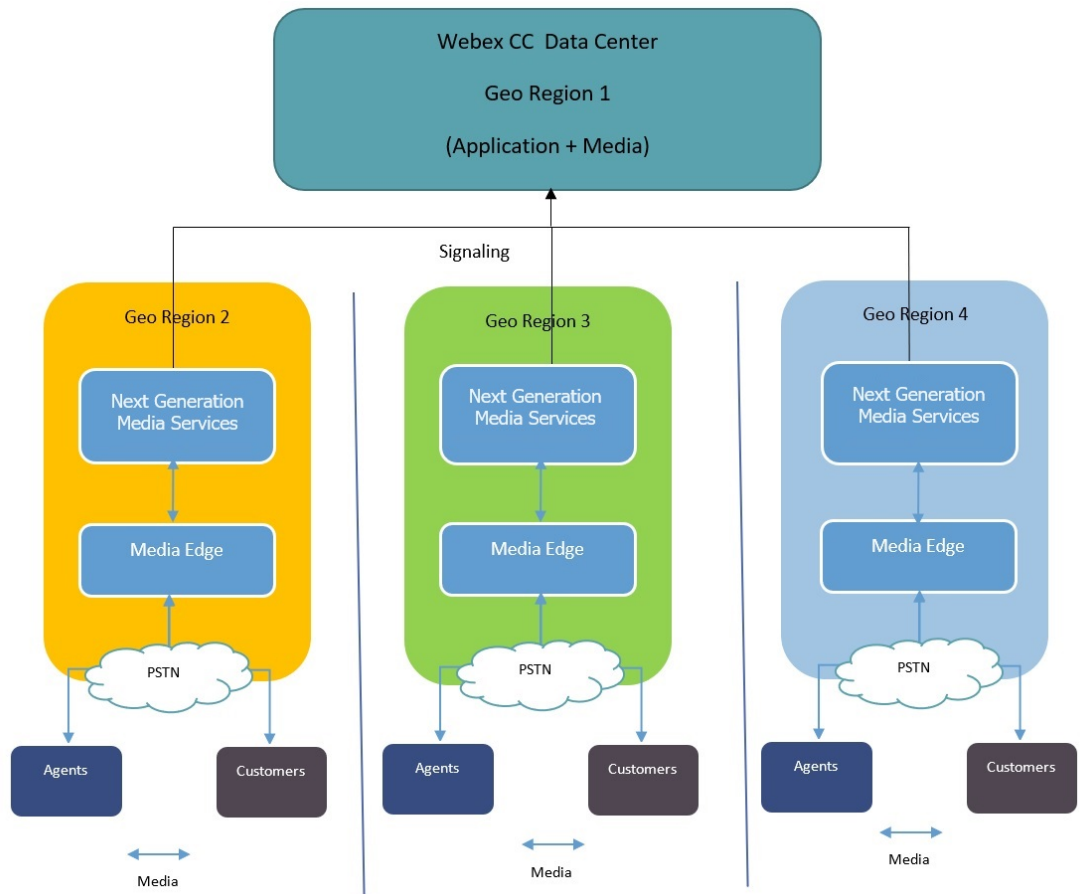 Webex CC Data Center
Geo Region 1
(Application + Media)
Signaling
Geo Region 2
Next Generation
Media Services
Media Edge
PSTN
Agents
Customers
Media
Geo Region 3
Next Generation
Media Services
Media Edge
PSTN
Agents
Customers
Media
Geo Region 4
Next Generation
Media Services
Media Edge
PSTN
Agents
Customers
Media